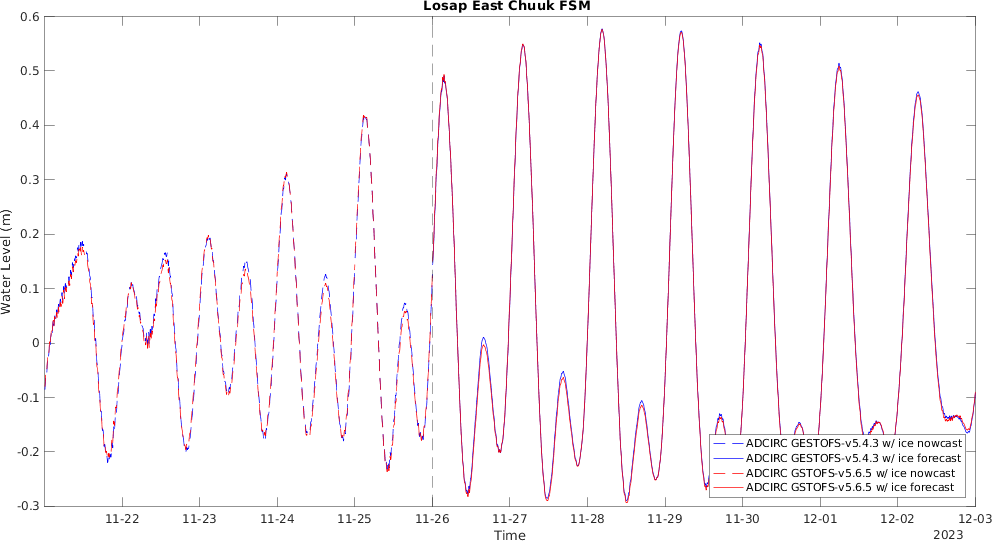 Losap East Chuuk FSM
0.6
0.5
0.4
0.3
0.2
0.1
0
-0.1
-0.2
-0.3
Water Level (m)
ADCIRC GESTOFS-v5.4.3 w/ ice nowcast
ADCIRC GESTOFS-v5.4.3 w/ ice forecast
ADCIRC GSTOFS-v5.6.5 w/ ice nowcast
ADCIRC GSTOFS-v5.6.5 w/ ice forecast
11-22 11-23 11-24 11-25 11-26 11-27 11-28 11-29 11-30 12-01 12-02 12-03
Time
2023